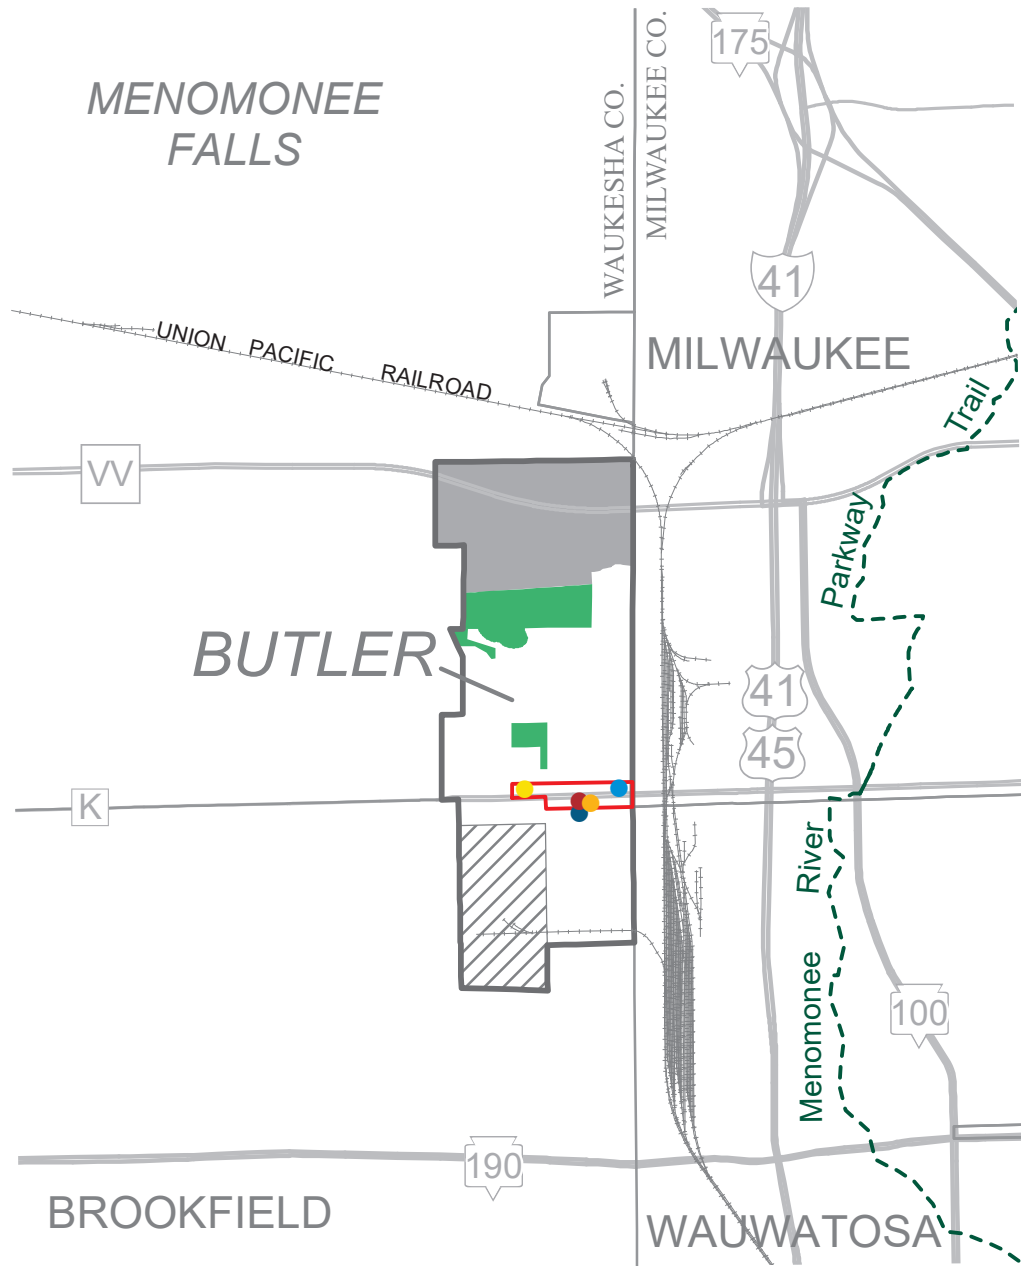 175
MENOMONEE
FALLS
WAUKESHA CO.
MILWAUKEE CO.
41
UNION PACIFIC RAILROAD
MILWAUKEE
Trail
VV
Parkway
BUTLER
41
45
K
River
Menomonee
100
190
BROOKFIELD
WAUWATOSA